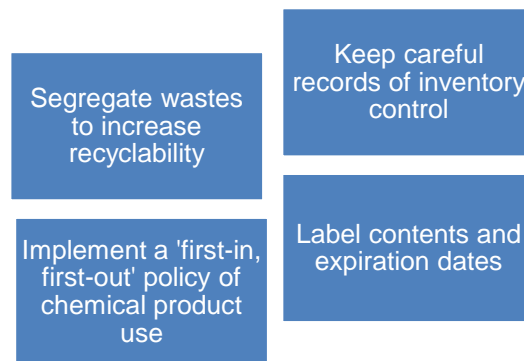 Segregate wastes
to increase
recyclability
Keep careful
records of inventory
control
Implement a 'first-in,
first-out' policy of
chemical product
use
Label contents and
expiration dates